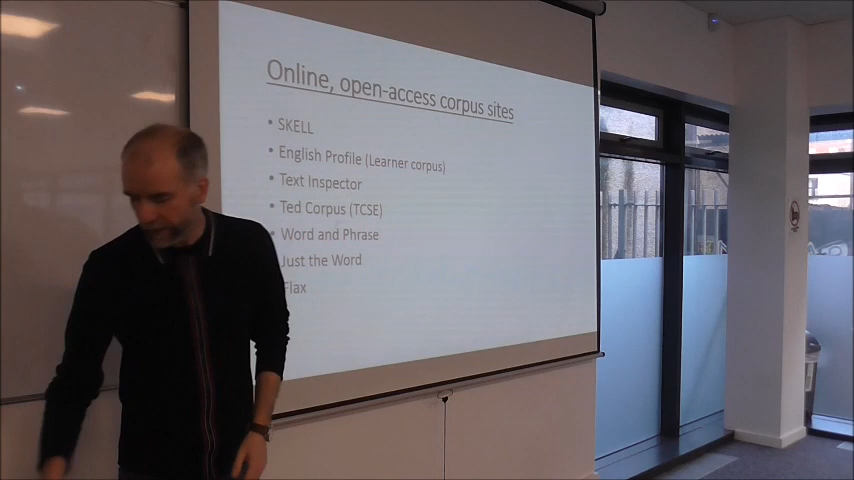 Online, open-access corpus sites
• SKELL
• English Profile (Learner corpus)
• Text Inspector
• Ted Corpus (TCSE)
• Word and Phrase
Just the Word
Flax